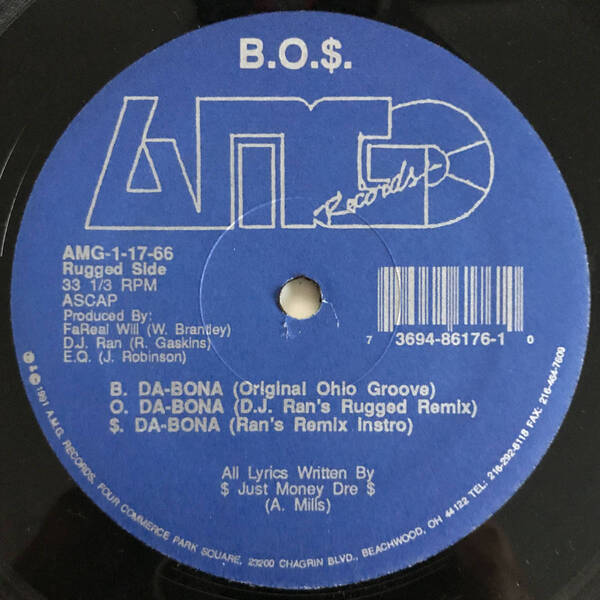 B.O.$.
AMG
Records
AMG-1-17-66
Rugged Side
33 1/3 RPM
ASCAP
Produced By:
FaReal Will (W. Brantley)
D.J. Ran (R. Gaskins)
E.Q. (J. Robinson)
7 3694-86176-1 0
B. DA-BONA (Original Ohio Groove)
O. DA-BONA (D.J. Ran's Rugged Remix)
$. DA-BONA (Ran's Remix Instro)
All Lyrics Written By
$ Just Money Dre $
(A. Mills)
℗ & © 1991 A.M.G. RECORDS, FOUR COMMERCE PARK SQUARE, 23200 CHAGRIN BLVD., BEACHWOOD, OH 44122 TEL: 216-292-8118 FAX: 216-464-7609